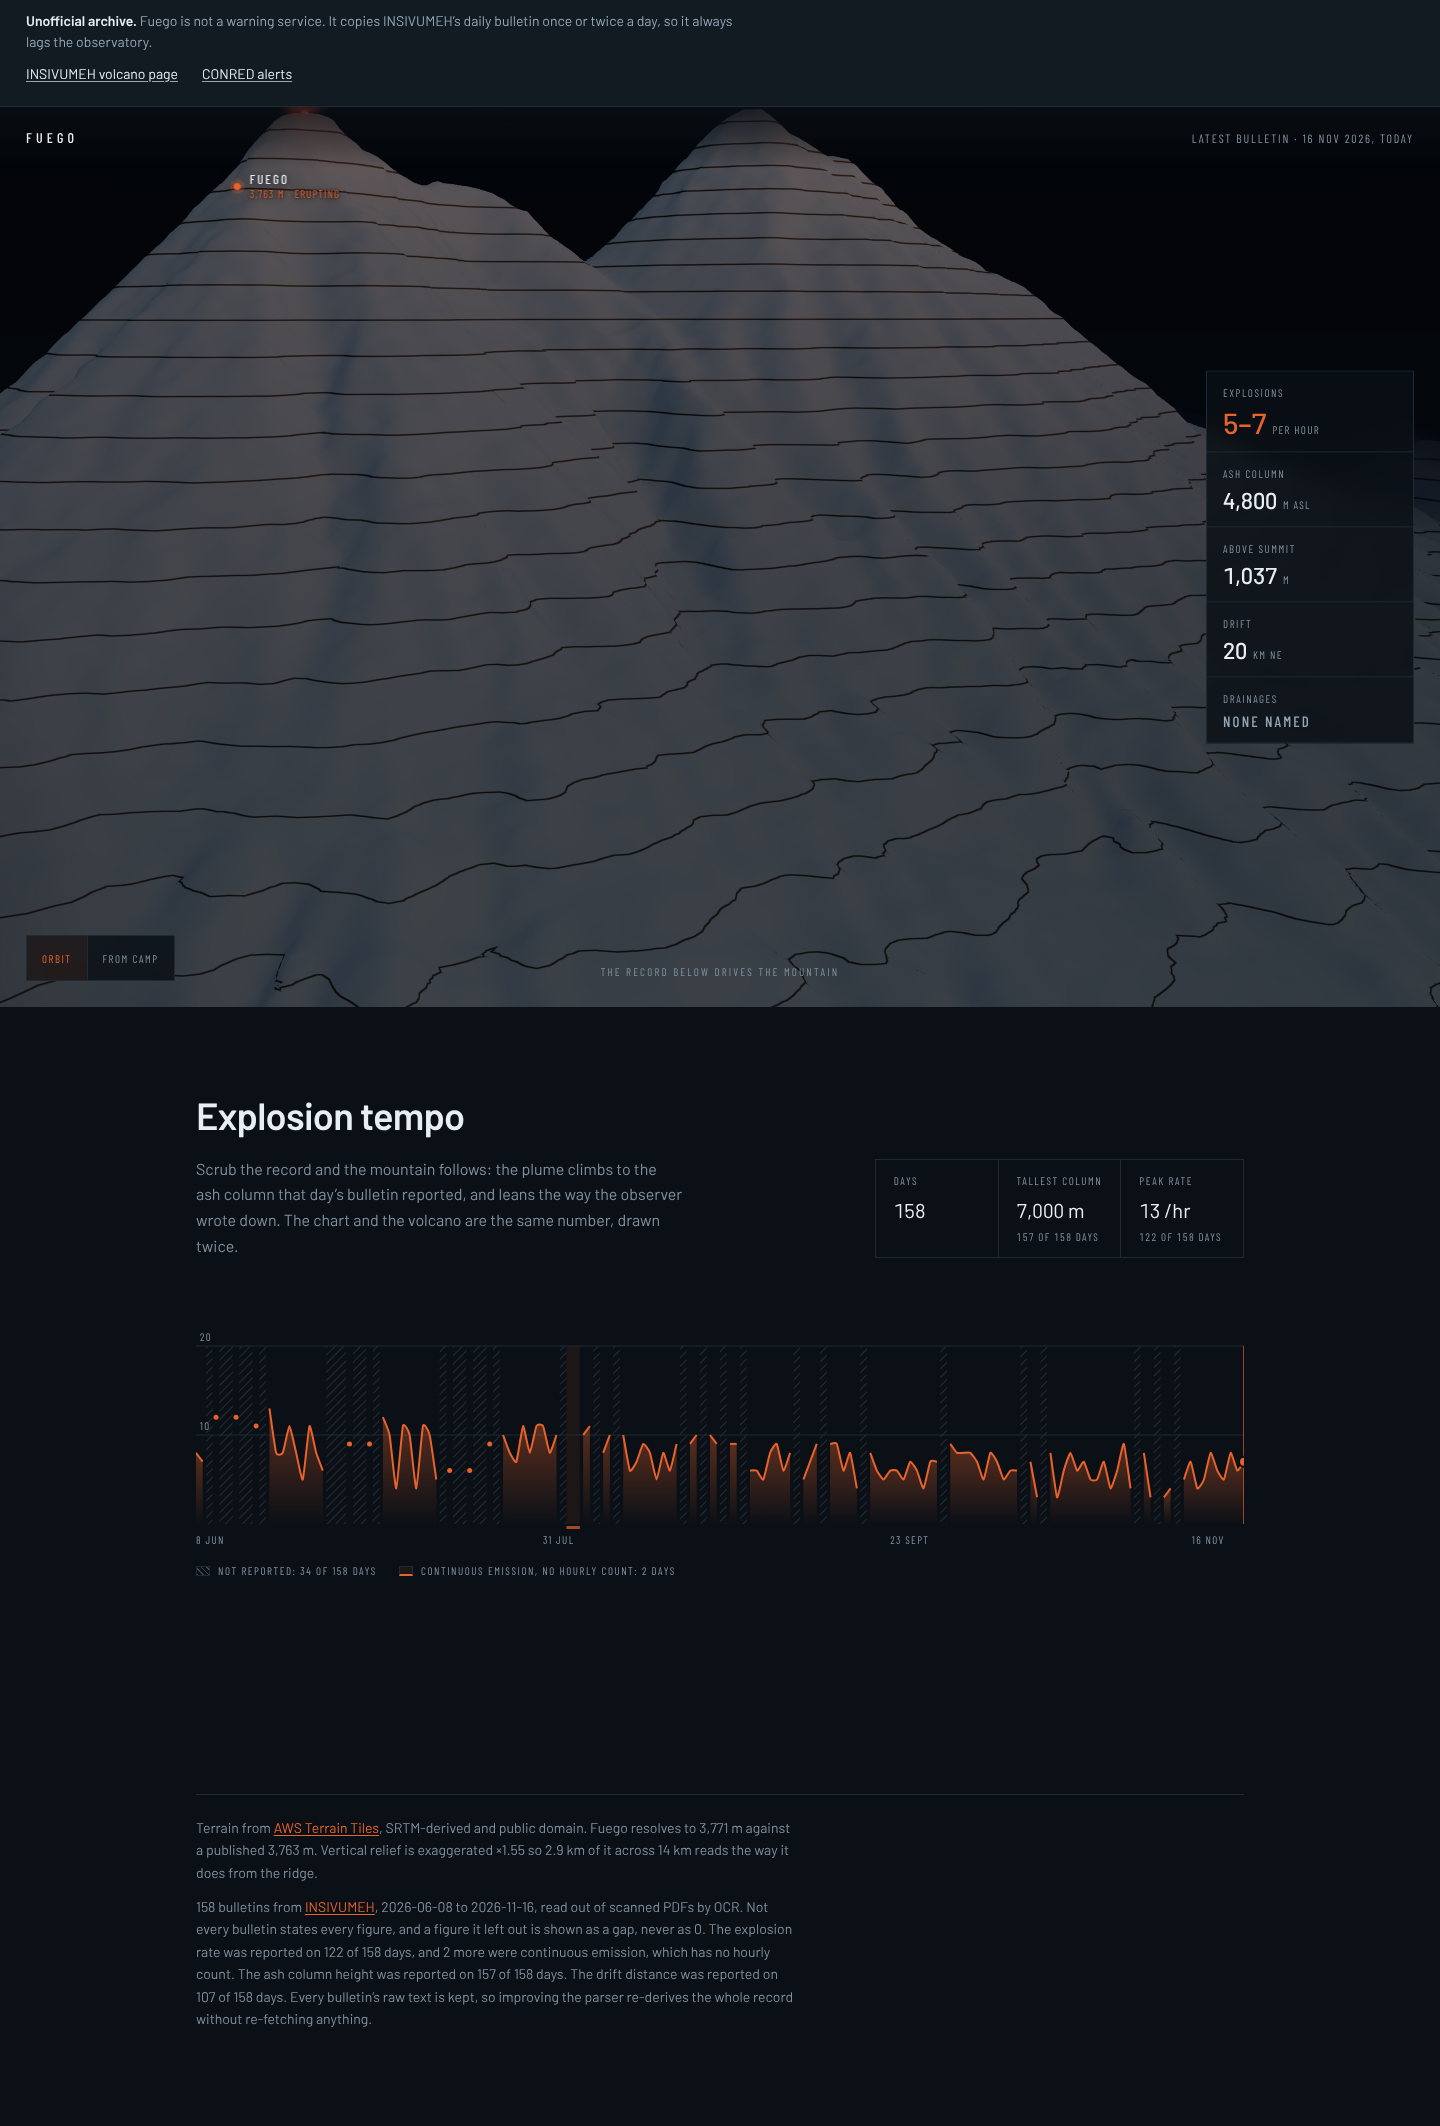 Unofficial archive. Fuego is not a warning service. It copies INSIVUMEH’s daily bulletin once or twice a day, so it always
lags the observatory.
INSIVUMEH volcano page CONRED alerts
FUEGO
LATEST BULLETIN · 16 NOV 2026, TODAY
FUEGO
3,763 M · ERUPTING
EXPLOSIONS
5–7 PER HOUR
ASH COLUMN
4,800 M ASL
ABOVE SUMMIT
1,037 M
DRIFT
20 KM NE
DRAINAGES
NONE NAMED
ORBIT FROM CAMP
THE RECORD BELOW DRIVES THE MOUNTAIN
Explosion tempo
Scrub the record and the mountain follows: the plume climbs to the
ash column that day’s bulletin reported, and leans the way the observer
wrote down. The chart and the volcano are the same number, drawn
twice.
DAYS
158
TALLEST COLUMN
7,000 m
157 OF 158 DAYS
PEAK RATE
13 /hr
122 OF 158 DAYS
20
10
8 JUN 31 JUL 23 SEPT 16 NOV
NOT REPORTED: 34 OF 158 DAYS CONTINUOUS EMISSION, NO HOURLY COUNT: 2 DAYS
Terrain from AWS Terrain Tiles, SRTM-derived and public domain. Fuego resolves to 3,771 m against
a published 3,763 m. Vertical relief is exaggerated ×1.55 so 2.9 km of it across 14 km reads the way it
does from the ridge.
158 bulletins from INSIVUMEH, 2026-06-08 to 2026-11-16, read out of scanned PDFs by OCR. Not
every bulletin states every figure, and a figure it left out is shown as a gap, never as 0. The explosion
rate was reported on 122 of 158 days, and 2 more were continuous emission, which has no hourly
count. The ash column height was reported on 157 of 158 days. The drift distance was reported on
107 of 158 days. Every bulletin’s raw text is kept, so improving the parser re-derives the whole record
without re-fetching anything.